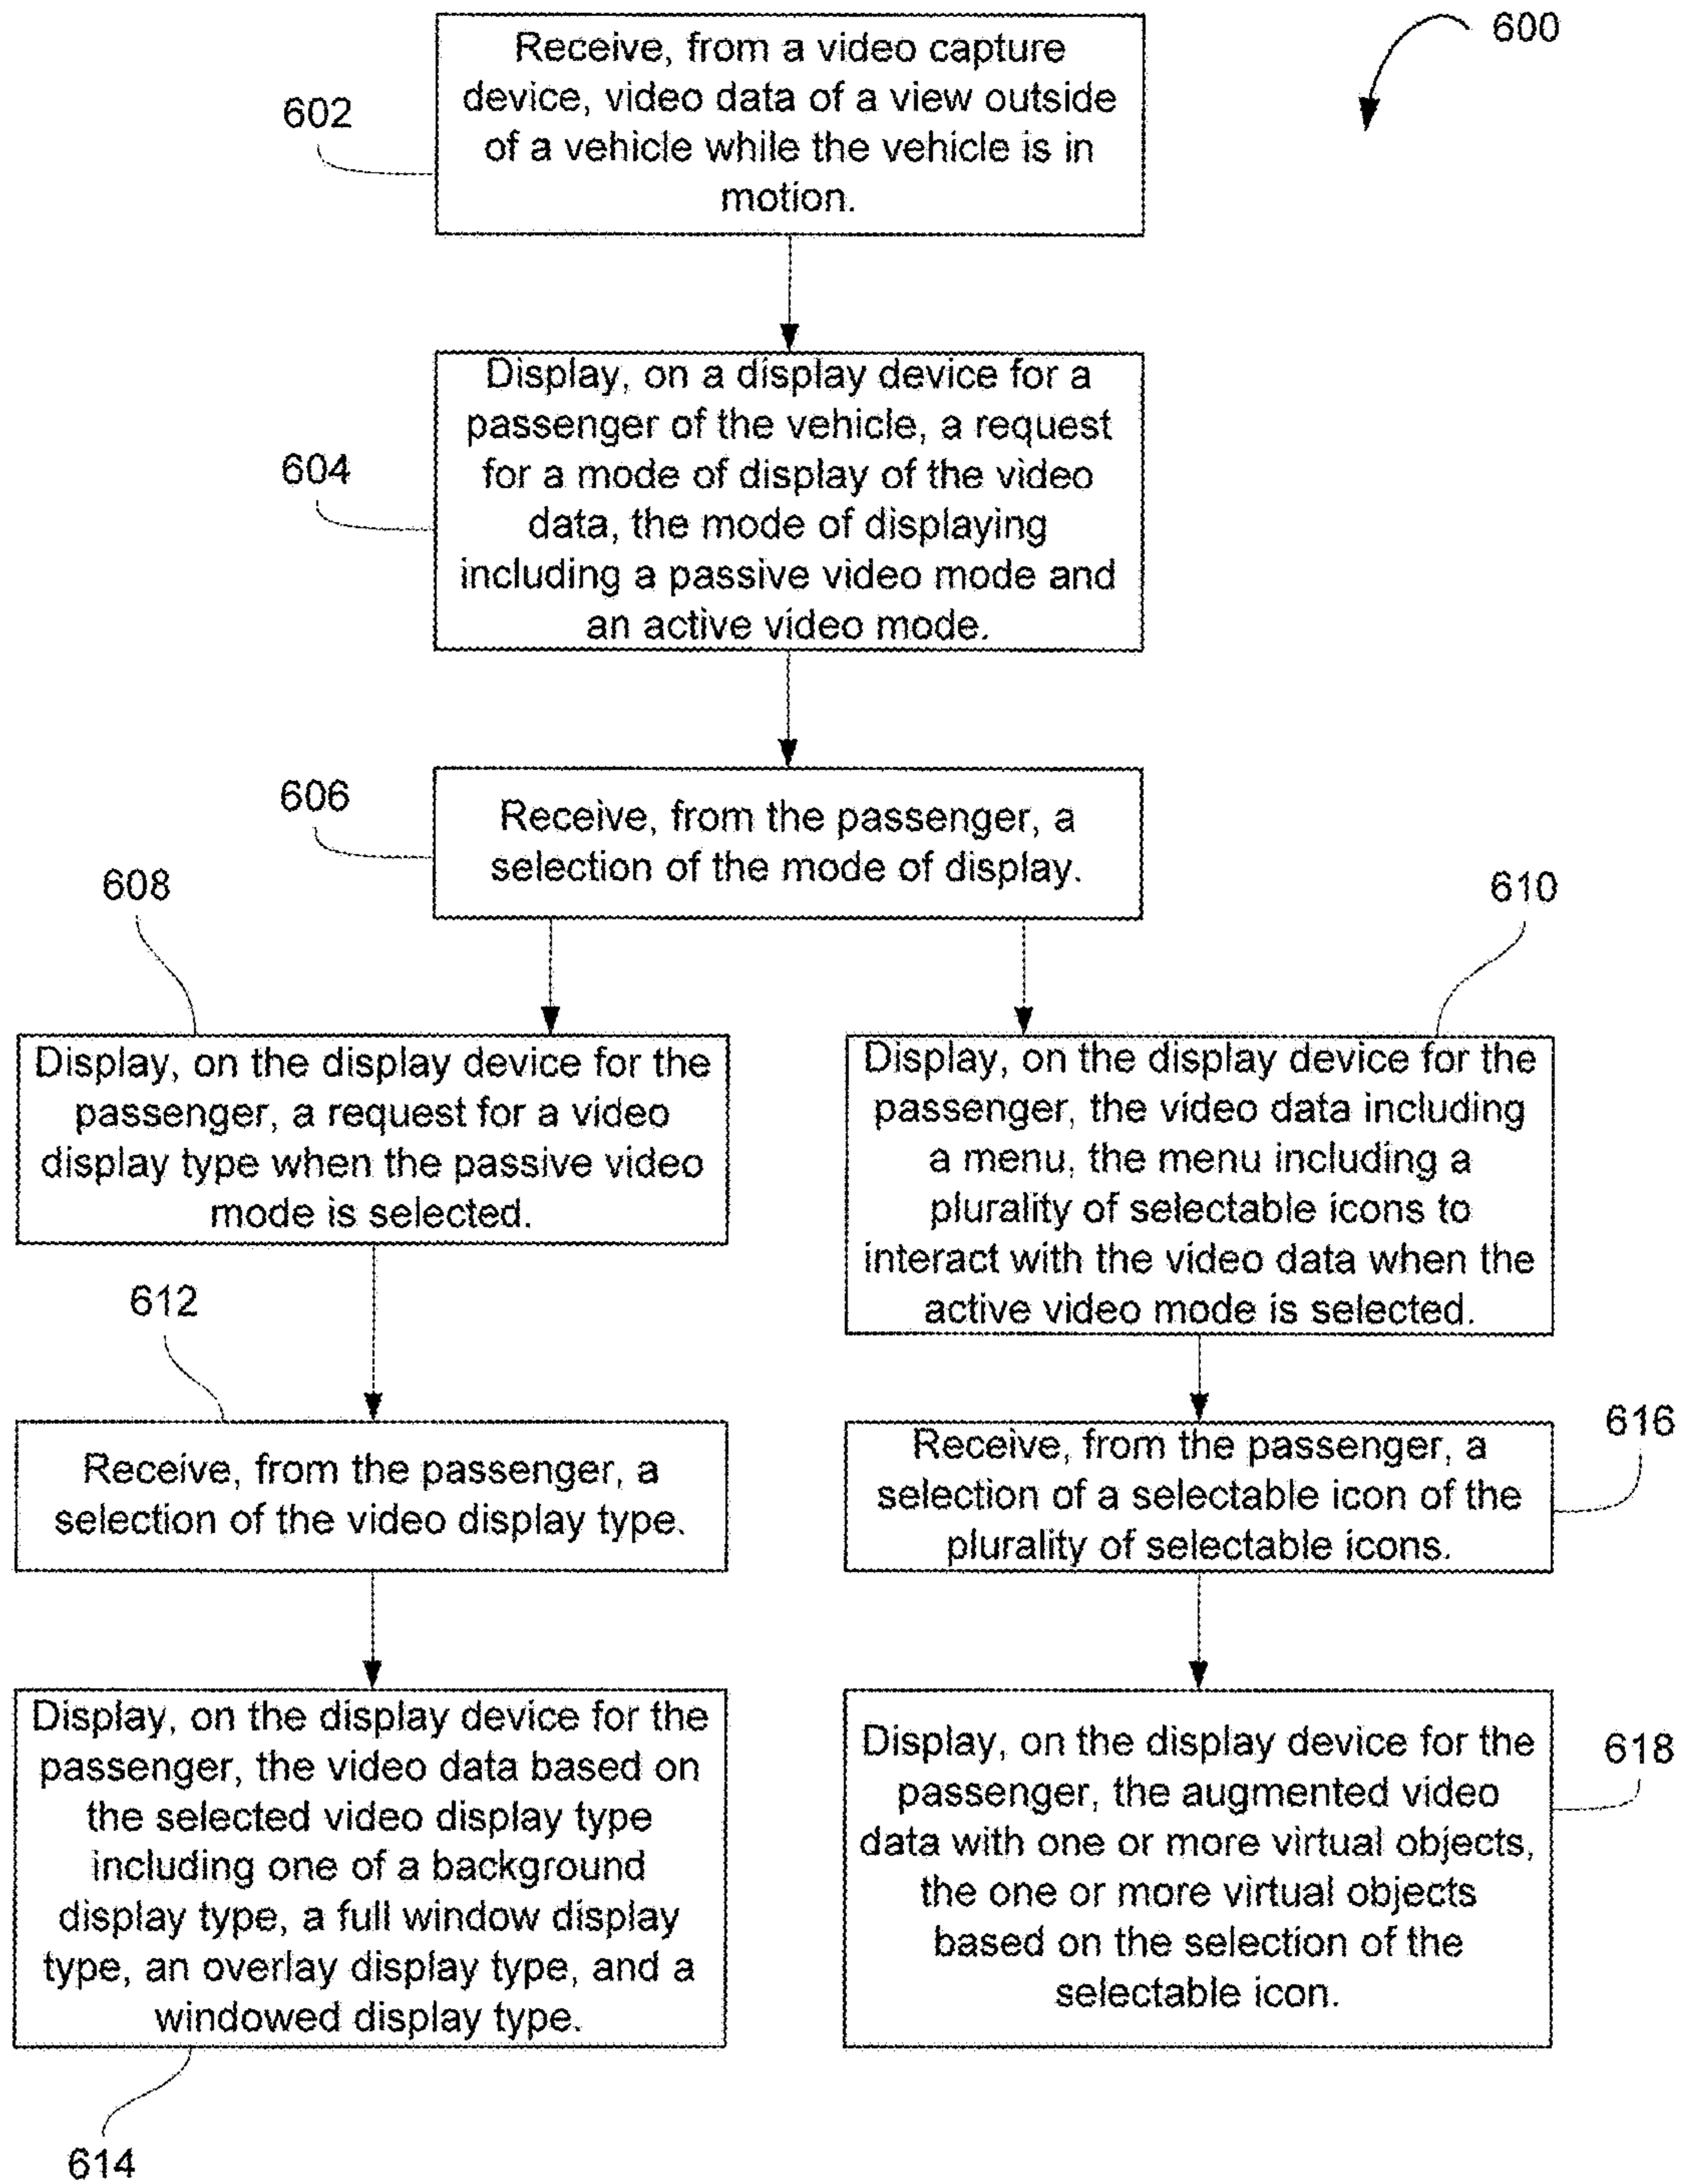 600
602
Receive, from a video capture
device, video data of a view outside
of a vehicle while the vehicle is in
motion.
604
Display, on a display device for a
passenger of the vehicle, a request
for a mode of display of the video
data, the mode of displaying
including a passive video mode and
an active video mode.
606
Receive, from the passenger, a
selection of the mode of display.
608
Display, on the display device for the
passenger, a request for a video
display type when the passive video
mode is selected.
610
Display, on the display device for the
passenger, the video data including
a menu, the menu including a
plurality of selectable icons to
interact with the video data when the
active video mode is selected.
612
Receive, from the passenger, a
selection of the video display type.
616
Receive, from the passenger, a
selection of a selectable icon of the
plurality of selectable icons.
Display, on the display device for the
passenger, the video data based on
the selected video display type
including one of a background
display type, a full window display
type, an overlay display type, and a
windowed display type.
614
618
Display, on the display device for the
passenger, the augmented video
data with one or more virtual objects,
the one or more virtual objects
based on the selection of the
selectable icon.